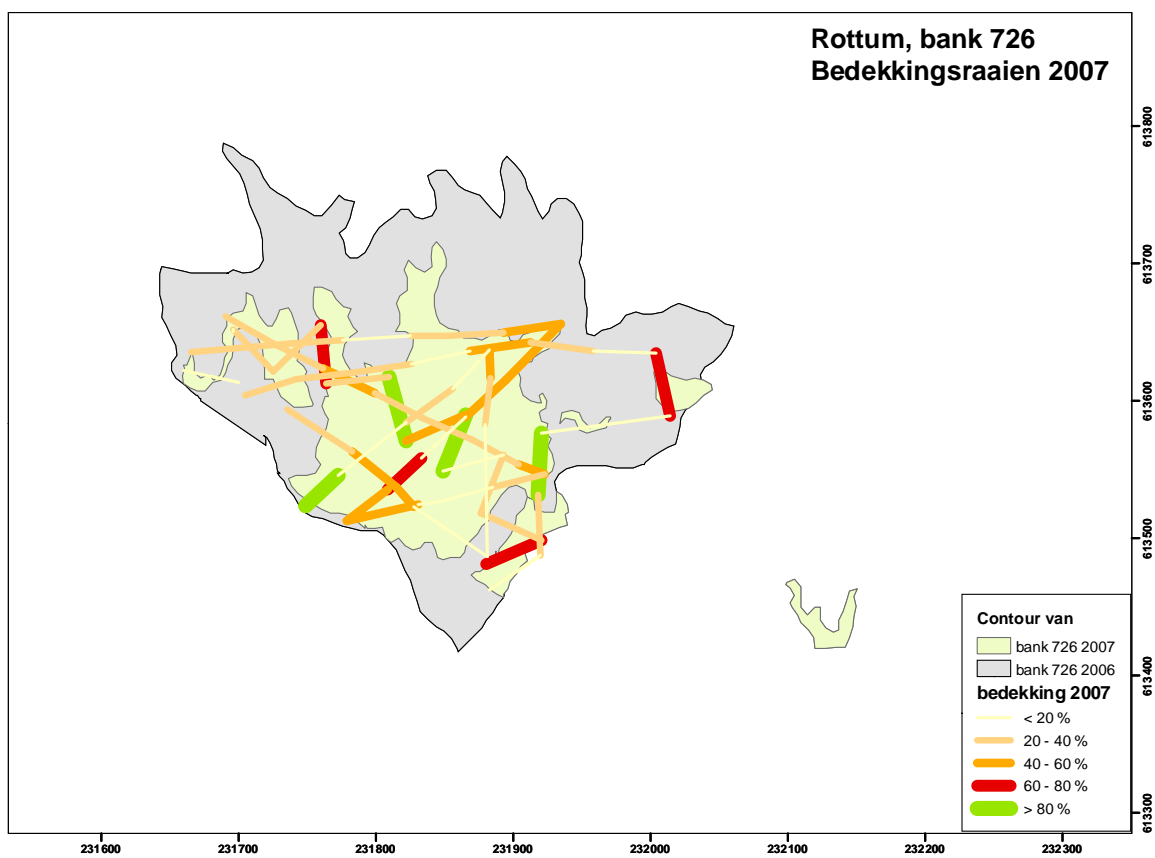 Rottum, bank 726
Bedekkingsraaien 2007
613800
613700
613600
613500
613400
613300
Contour van
bank 726 2007
bank 726 2006
bedekking 2007
< 20 %
20 - 40 %
40 - 60 %
60 - 80 %
> 80 %
231600
231700
231800
231900
232000
232100
232200
232300